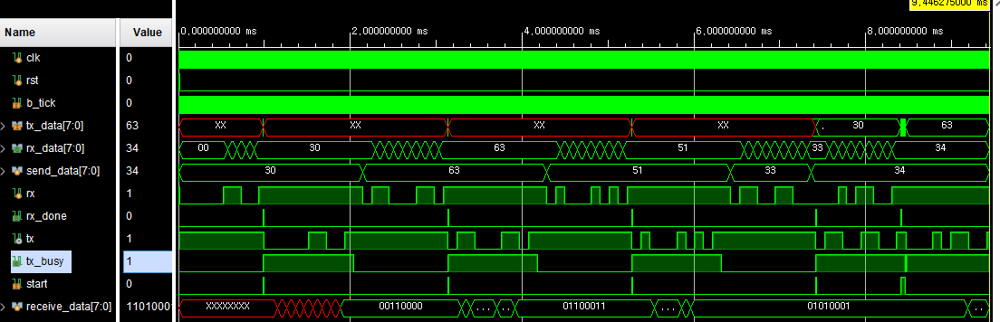 9,446275000 ms
Name Value
0,000000000 ms 2,000000000 ms 4,000000000 ms 6,000000000 ms 8,000000000 ms
clk 0
rst 0
b_tick 0
tx_data[7:0] 63 XX XX XX XX 30 63
rx_data[7:0] 34 00 30 63 51 33 34
send_data[7:0] 34 30 63 51 33 34
rx 1
rx_done 0
tx 1
tx_busy 1
start 0
receive_data[7:0] 11010001 XXXXXXXX 00110000 ... ... 01100011 ... ... 01010001 ...